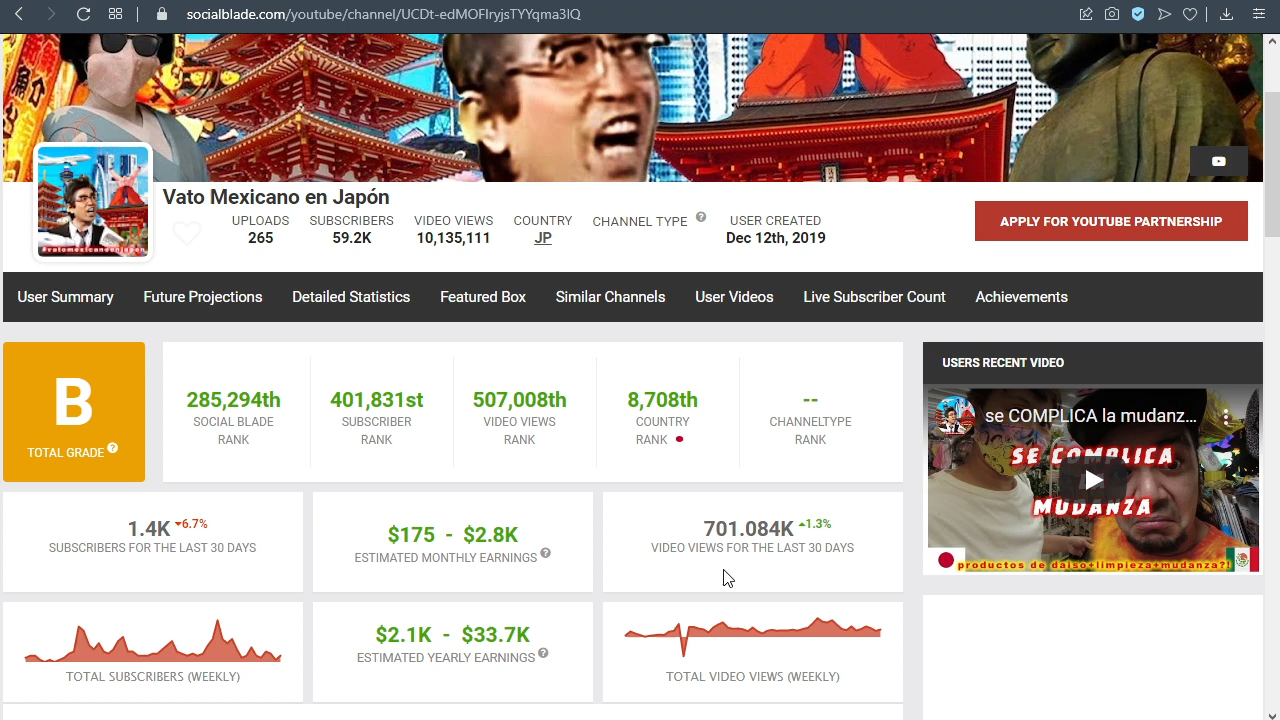 socialblade.com/youtube/channel/UCDt-edMOFIryjsTYYqma3lQ
#vatomexicanoenjapon
Vato Mexicano en Japón
UPLOADS
265
SUBSCRIBERS
59.2K
VIDEO VIEWS
10,135,111
COUNTRY
JP
CHANNEL TYPE ?
USER CREATED
Dec 12th, 2019
APPLY FOR YOUTUBE PARTNERSHIP
User Summary
Future Projections
Detailed Statistics
Featured Box
Similar Channels
User Videos
Live Subscriber Count
Achievements
B
TOTAL GRADE ?
285,294th
SOCIAL BLADE
RANK
401,831st
SUBSCRIBER
RANK
507,008th
VIDEO VIEWS
RANK
8,708th
COUNTRY
RANK
--
CHANNELTYPE
RANK
USERS RECENT VIDEO
se COMPLICA la mudanz...
SE COMPLICA
LA
MUDANZA
productos de daiso+limpieza+mudanza?!
1.4K 6.7%
SUBSCRIBERS FOR THE LAST 30 DAYS
$175 - $2.8K
ESTIMATED MONTHLY EARNINGS ?
701.084K 1.3%
VIDEO VIEWS FOR THE LAST 30 DAYS
TOTAL SUBSCRIBERS (WEEKLY)
$2.1K - $33.7K
ESTIMATED YEARLY EARNINGS ?
TOTAL VIDEO VIEWS (WEEKLY)